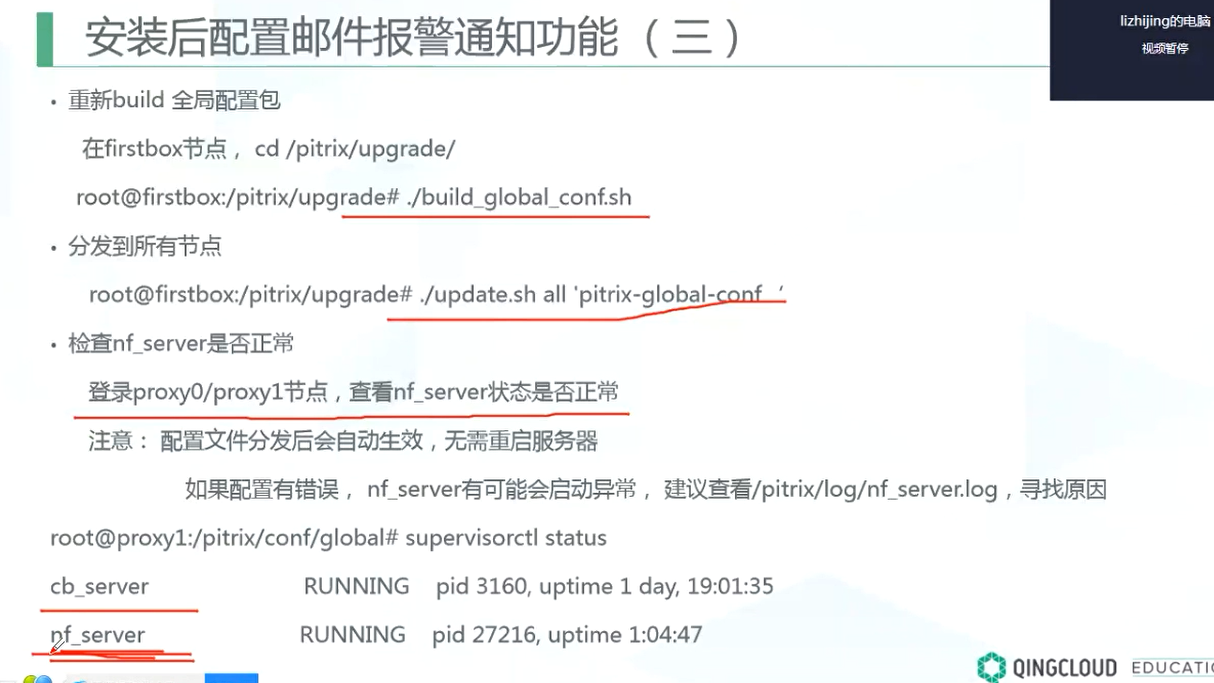 安装后配置邮件报警通知功能（三）
lizhijing的电脑
视频暂停
• 重新build 全局配置包
在firstbox节点， cd /pitrix/upgrade/
root@firstbox:/pitrix/upgrade# ./build_global_conf.sh
• 分发到所有节点
root@firstbox:/pitrix/upgrade# ./update.sh all 'pitrix-global-conf ‘
• 检查nf_server是否正常
登录proxy0/proxy1节点，查看nf_server状态是否正常
注意： 配置文件分发后会自动生效，无需重启服务器
如果配置有错误， nf_server有可能会启动异常， 建议查看/pitrix/log/nf_server.log，寻找原因
root@proxy1:/pitrix/conf/global# supervisorctl status
cb_server RUNNING pid 3160, uptime 1 day, 19:01:35
nf_server RUNNING pid 27216, uptime 1:04:47
QINGCLOUD EDUCATIO